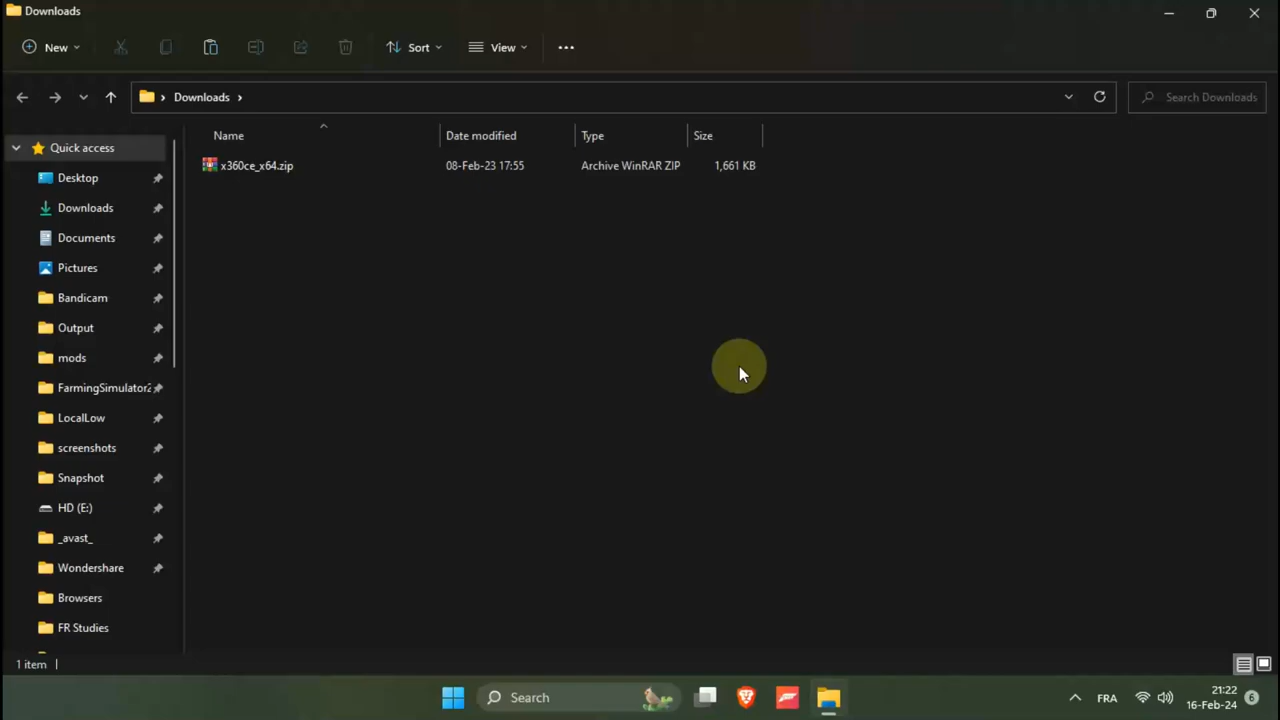 Downloads
New
Sort
View
Downloads
Search Downloads
Name
Date modified
Type
Size
Quick access
x360ce_x64.zip
08-Feb-23 17:55
Archive WinRAR ZIP
1,661 KB
Desktop
Downloads
Documents
Pictures
Bandicam
Output
mods
FarmingSimulator2
LocalLow
screenshots
Snapshot
HD (E:)
_avast_
Wondershare
Browsers
FR Studies
1 item
Search
FRA
21:22
16-Feb-24
6